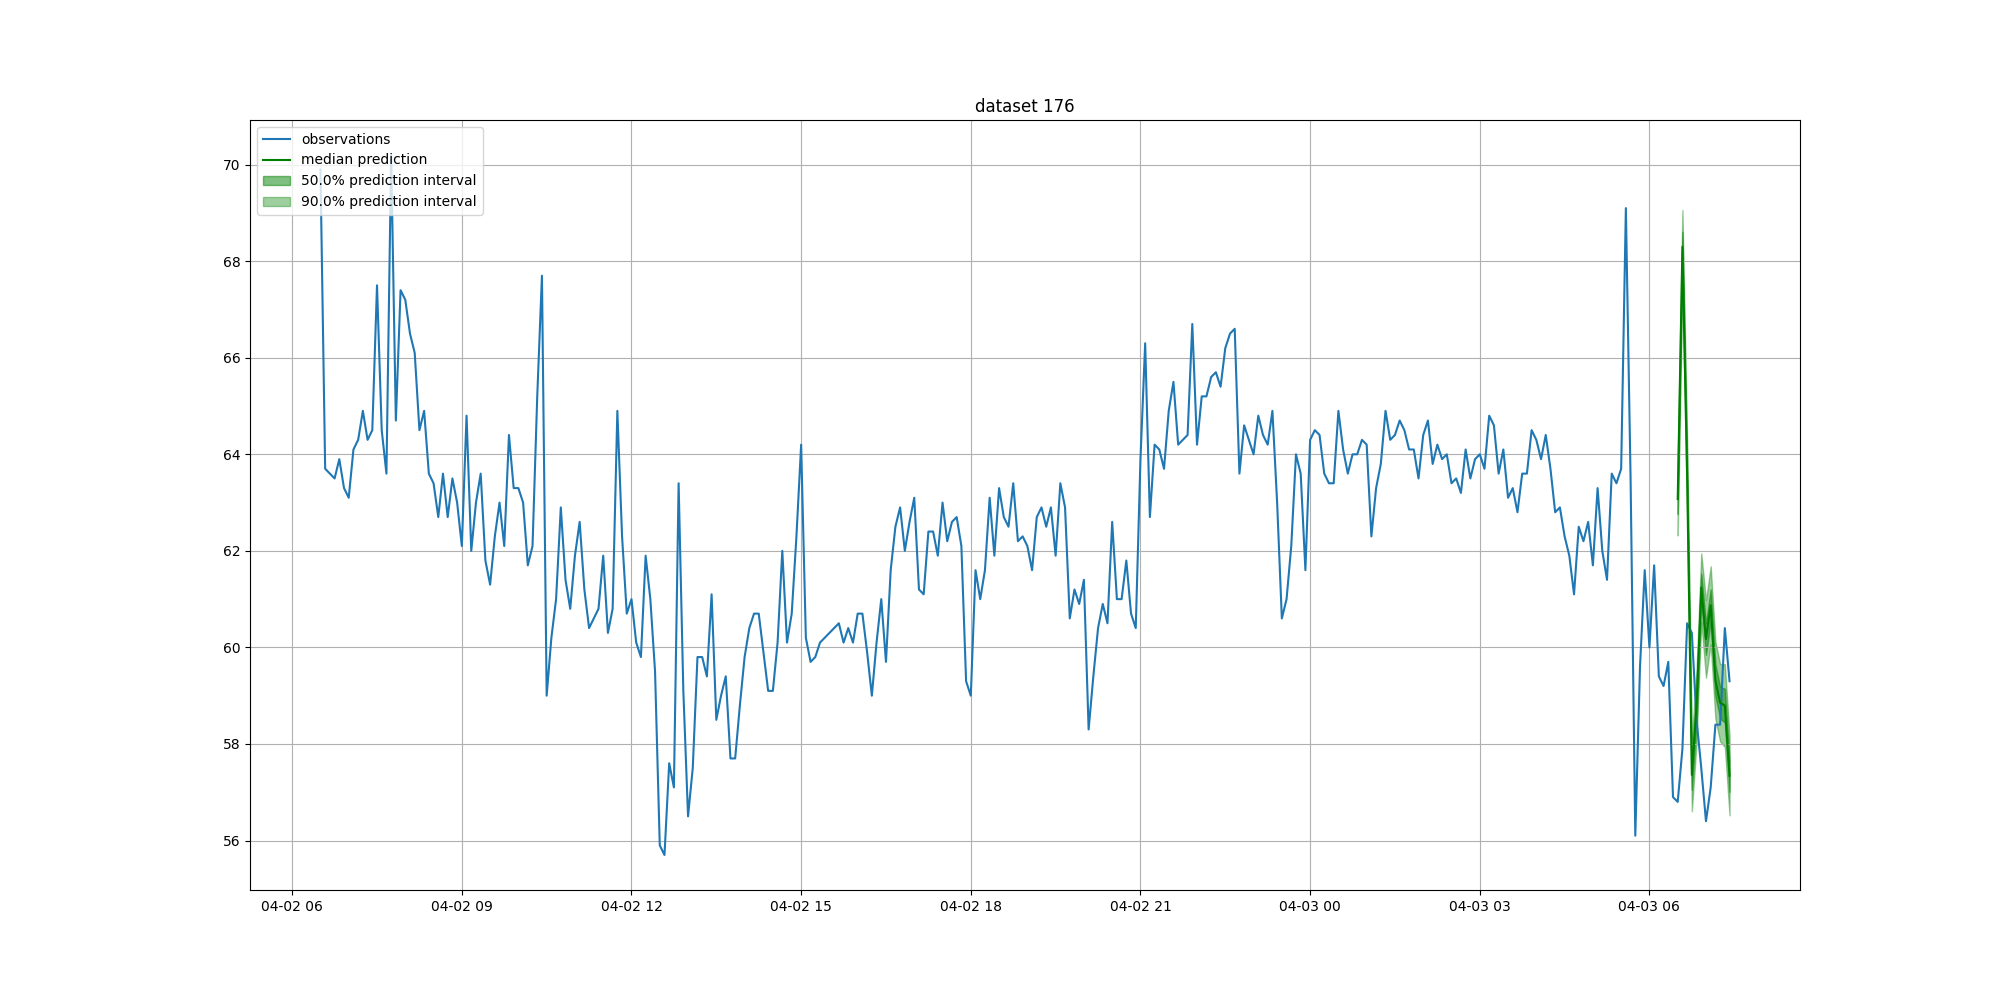 dataset 176
observations
median prediction
50.0% prediction interval
90.0% prediction interval
70
68
66
64
62
60
58
56
04-02 06 04-02 09 04-02 12 04-02 15 04-02 18 04-02 21 04-03 00 04-03 03 04-03 06